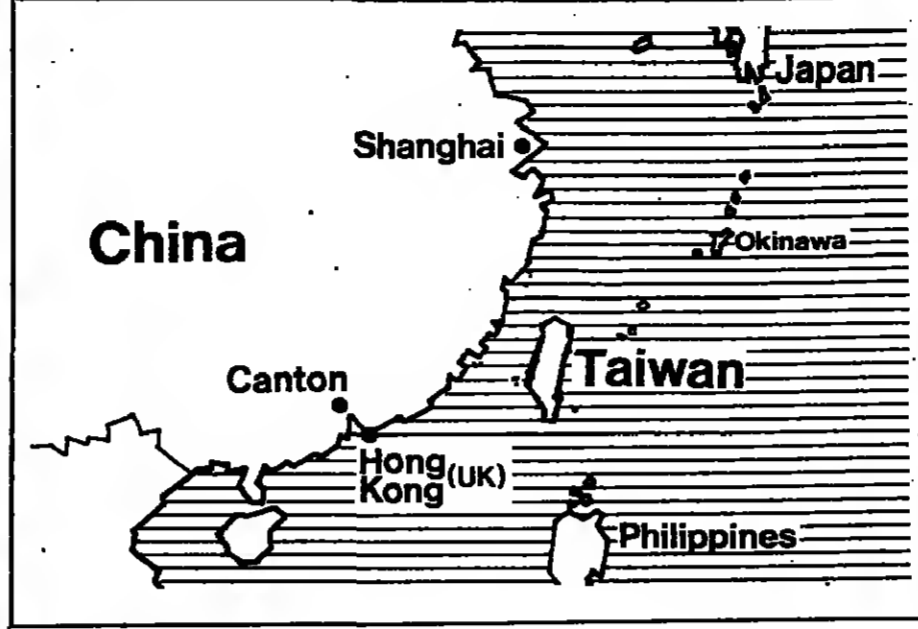 Japan
Shanghai
China
Okinawa
Taiwan
Canton
Hong
Kong (UK)
Philippines